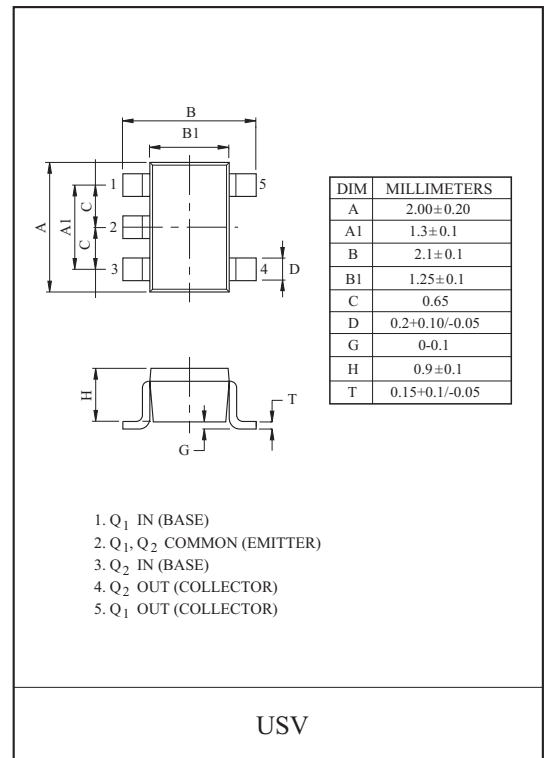 B
B1
1
5
A
A1
C
2
C
3
4
D
DIM MILLIMETERS
A 2.00±0.20
A1 1.3±0.1
B 2.1±0.1
B1 1.25±0.1
C 0.65
D 0.2+0.10/-0.05
G 0-0.1
H 0.9±0.1
T 0.15+0.1/-0.05
H
T
G
1. Q1 IN (BASE)
2. Q1, Q2 COMMON (EMITTER)
3. Q2 IN (BASE)
4. Q2 OUT (COLLECTOR)
5. Q1 OUT (COLLECTOR)
USV